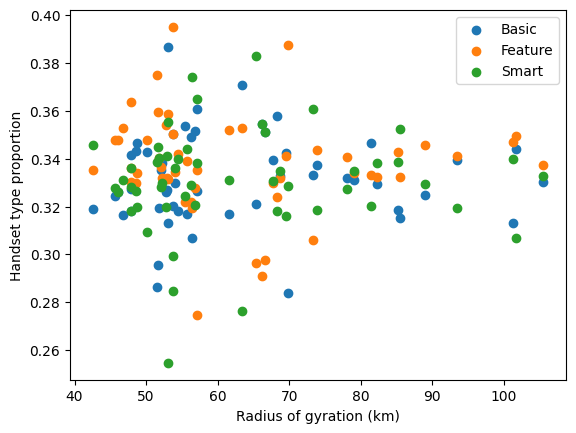 0.40
0.38
0.36
0.34
0.32
0.30
0.28
0.26
Handset type proportion
Basic
Feature
Smart
40 50 60 70 80 90 100
Radius of gyration (km)